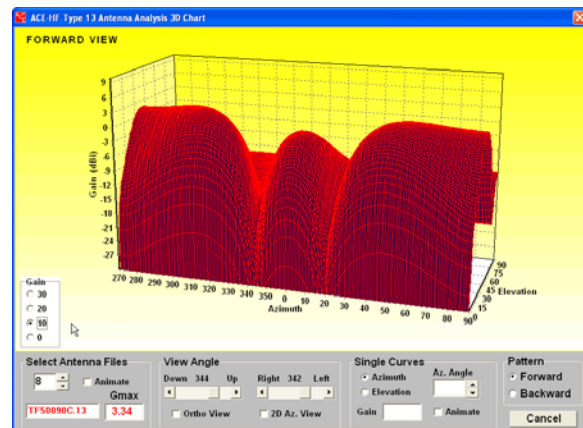 ACE-HF Type 13 Antenna Analysis 3D Chart
FORWARD VIEW
9
6
3
0
-3
-6
-9
-12
-15
-18
-21
-24
-27
Gain (dBi)
270 280 290 300 310 320 330 340 350 0 10 20 30 40 50 60 70 80 90
Azimuth
0
15
30
45
60
75
90
Elevation
Gain
30
20
10
0
Select Antenna Files
8
Animate
Gmax
TF50090C.13
3.34
View Angle
Down 344 Up
Right 342 Left
Ortho View
2D Az. View
Single Curves
Azimuth
Az. Angle
Elevation
Gain
Animate
Pattern
Forward
Backward
Cancel